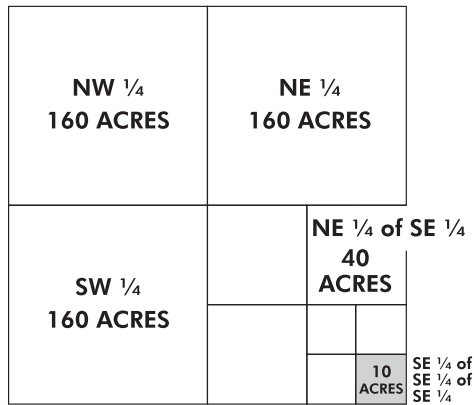 NW ¼
160 ACRES
NE ¼
160 ACRES
SW ¼
160 ACRES
NE ¼ of SE ¼
40
ACRES
10
ACRES
SE ¼ of
SE ¼ of
SE ¼